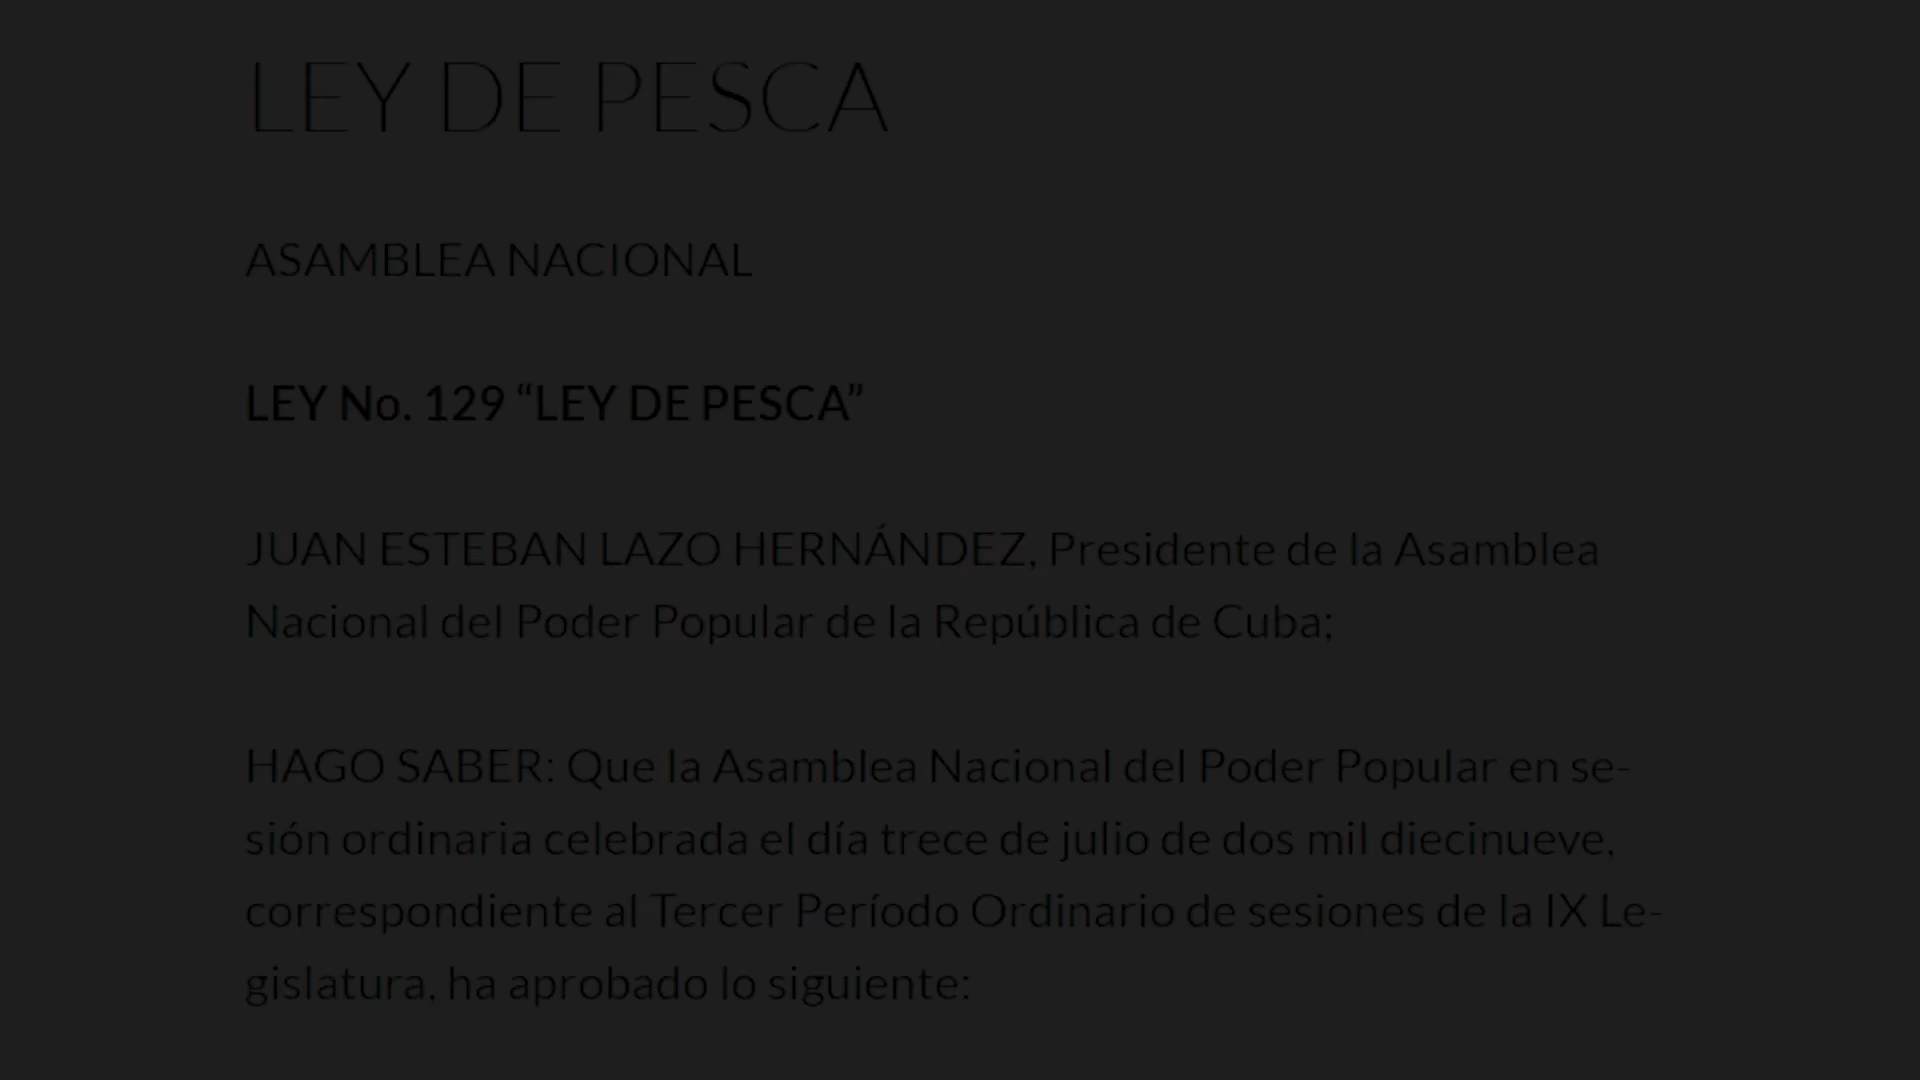 LEY DE PESCA
ASAMBLEA NACIONAL
LEY No. 129 “LEY DE PESCA”
JUAN ESTEBAN LAZO HERNÁNDEZ, Presidente de la Asamblea
Nacional del Poder Popular de la República de Cuba;
HAGO SABER: Que la Asamblea Nacional del Poder Popular en se-
sión ordinaria celebrada el día trece de julio de dos mil diecinueve,
correspondiente al Tercer Período Ordinario de sesiones de la IX Le-
gislatura, ha aprobado lo siguiente: